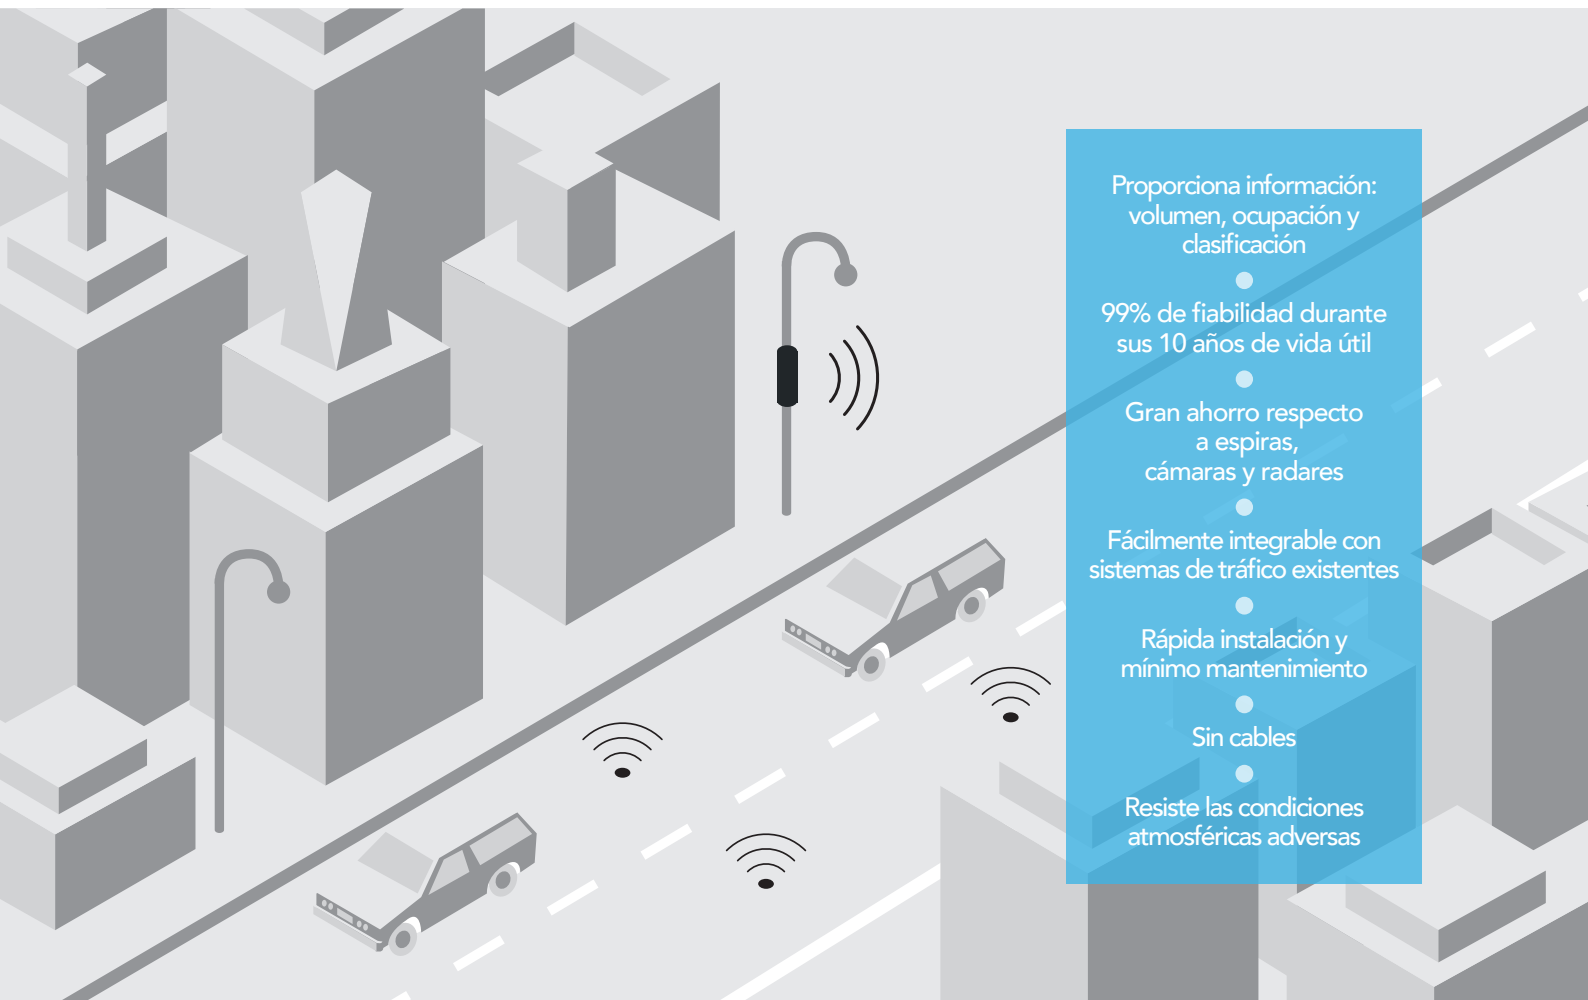 Proporciona información:
volumen, ocupación y
clasificación
99% de fiabilidad durante
sus 10 años de vida útil
Gran ahorro respecto
a espiras,
cámaras y radares
Fácilmente integrable con
sistemas de tráfico existentes
Rápida instalación y
mínimo mantenimiento
Sin cables
Resiste las condiciones
atmosféricas adversas